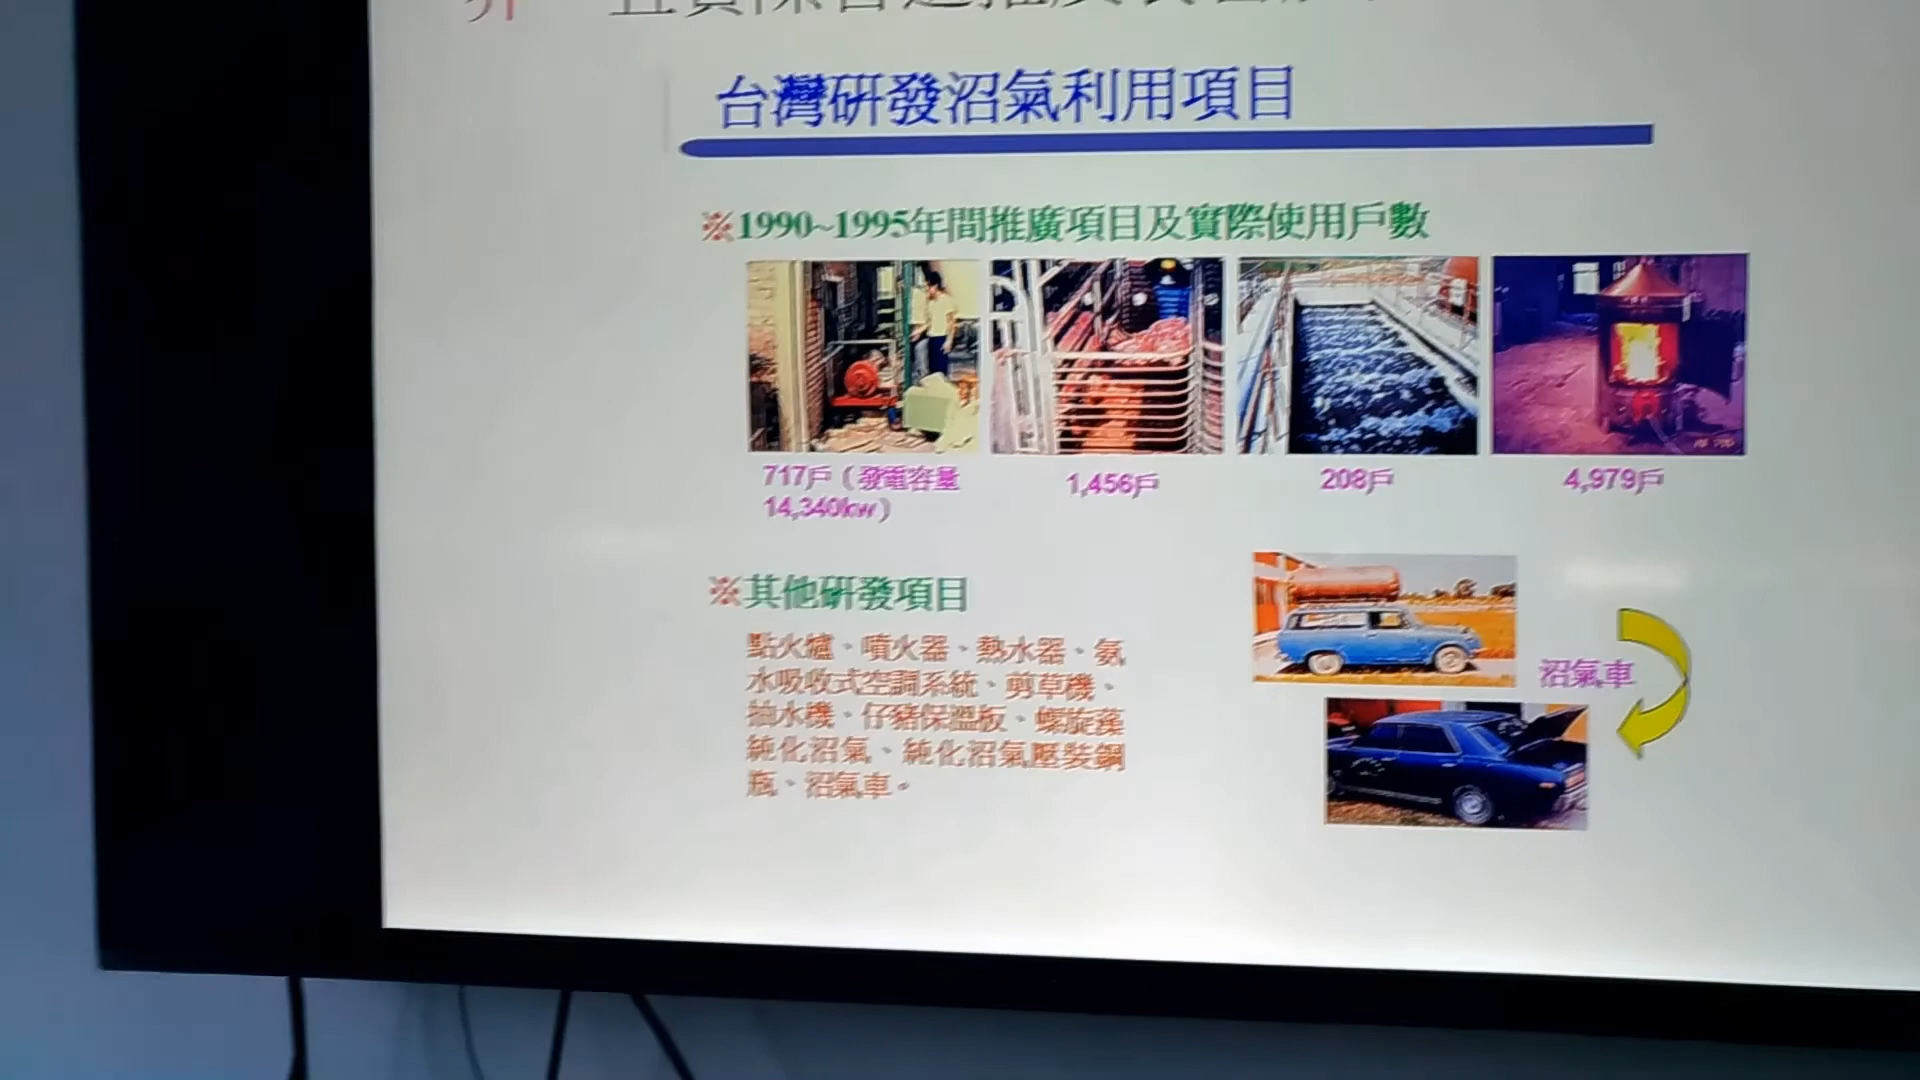 台灣研發沼氣利用項目
※1990~1995年間推廣項目及實際使用戶數
717戶（發電容量
14,340kw）
1,456戶
208戶
4,979戶
※其他研發項目
點火爐、噴火器、熱水器、氨
水吸收式空調系統、剪草機、
抽水機、仔豬保溫板、螺旋藻
純化沼氣、純化沼氣壓裝鋼
瓶、沼氣車。
沼氣車